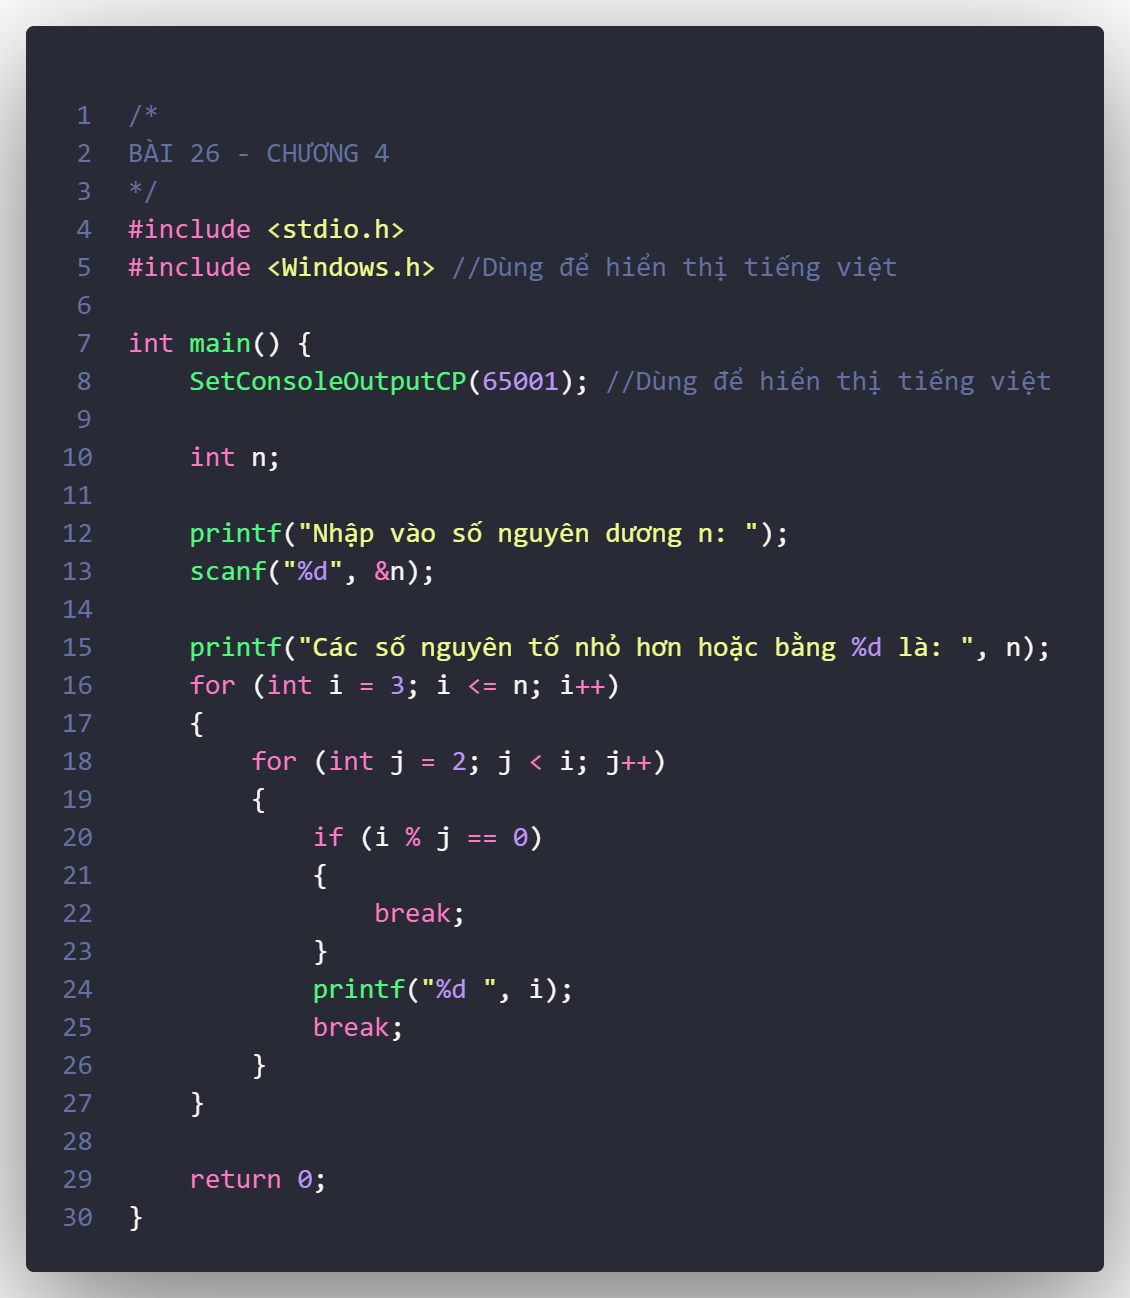 1 /*
2 BÀI 26 - CHƯƠNG 4
3 */
4 #include <stdio.h>
5 #include <Windows.h> //Dùng để hiển thị tiếng việt
6
7 int main() {
8     SetConsoleOutputCP(65001); //Dùng để hiển thị tiếng việt
9
10     int n;
11
12     printf("Nhập vào số nguyên dương n: ");
13     scanf("%d", &n);
14
15     printf("Các số nguyên tố nhỏ hơn hoặc bằng %d là: ", n);
16     for (int i = 3; i <= n; i++)
17     {
18         for (int j = 2; j < i; j++)
19         {
20             if (i % j == 0)
21             {
22                 break;
23             }
24             printf("%d ", i);
25             break;
26         }
27     }
28
29     return 0;
30 }